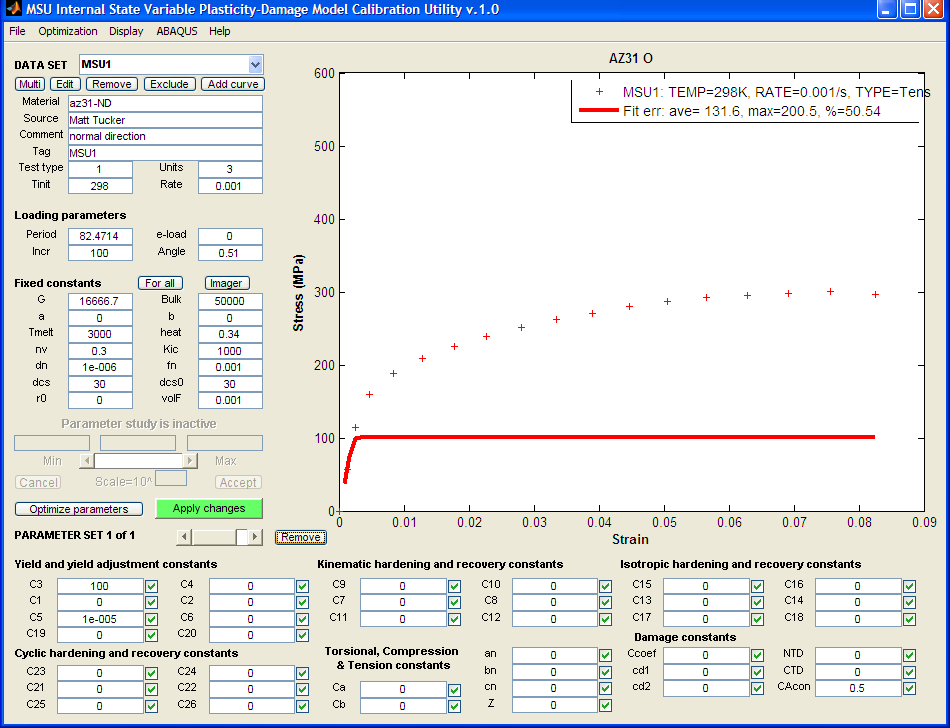 MSU Internal State Variable Plasticity-Damage Model Calibration Utility v.1.0
File Optimization Display ABAQUS Help
DATA SET MSU1
Multi Edit Remove Exclude Add curve
Material az31-ND
Source Matt Tucker
Comment normal direction
Tag MSU1
Test type 1 Units 3
Tinit 298 Rate 0.001
Loading parameters
Period 82.4714 e-load 0
Incr 100 Angle 0.51
Fixed constants For all Imager
G 16666.7 Bulk 50000
a 0 b 0
Tmelt 3000 heat 0.34
nv 0.3 Kic 1000
dn 1e-006 fn 0.001
dcs 30 dcs0 30
r0 0 volF 0.001
Parameter study is inactive
Min Max
Cancel Scale=10^ Accept
Optimize parameters Apply changes
PARAMETER SET 1 of 1 Remove
AZ31 O
MSU1: TEMP=298K, RATE=0.001/s, TYPE=Tens
Fit err: ave= 131.6, max=200.5, %=50.54
600
500
400
300
200
100
0
Stress (MPa)
0 0.01 0.02 0.03 0.04 0.05 0.06 0.07 0.08 0.09
Strain
Yield and yield adjustment constants
C3 100 C4 0
C1 0 C2 0
C5 1e-005 C6 0
C19 0 C20 0
Cyclic hardening and recovery constants
C23 0 C24 0
C21 0 C22 0
C25 0 C26 0
Kinematic hardening and recovery constants
C9 0 C10 0
C7 0 C8 0
C11 0 C12 0
Torsional, Compression
& Tension constants
Ca 0
Cb 0
an 0
bn 0
cn 0
Z 0
Isotropic hardening and recovery constants
C15 0 C16 0
C13 0 C14 0
C17 0 C18 0
Damage constants
Ccoef 0 NTD 0
cd1 0 CTD 0
cd2 0 CAcon 0.5